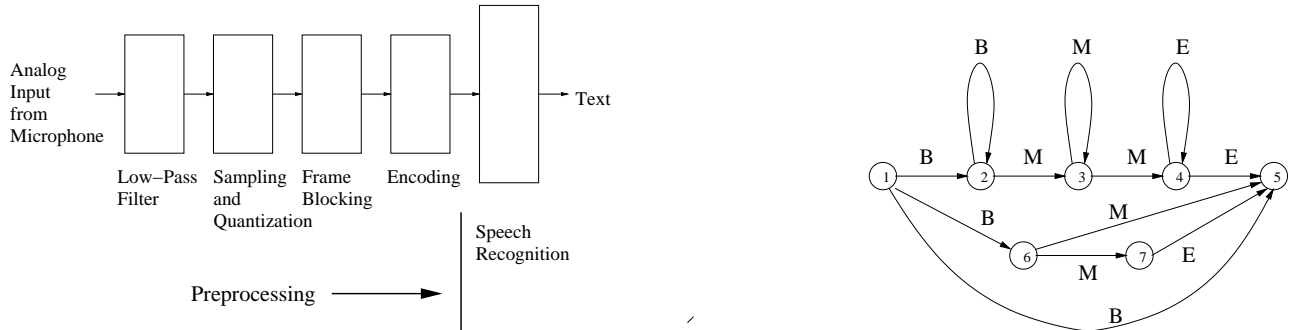 Analog
Input
from
Microphone
Text
Low–Pass
Filter
Sampling
and
Quantization
Frame
Blocking
Encoding
Speech
Recognition
Preprocessing
B M E
B M M E
1 2 3 4 5
B M
6 7
M E
B